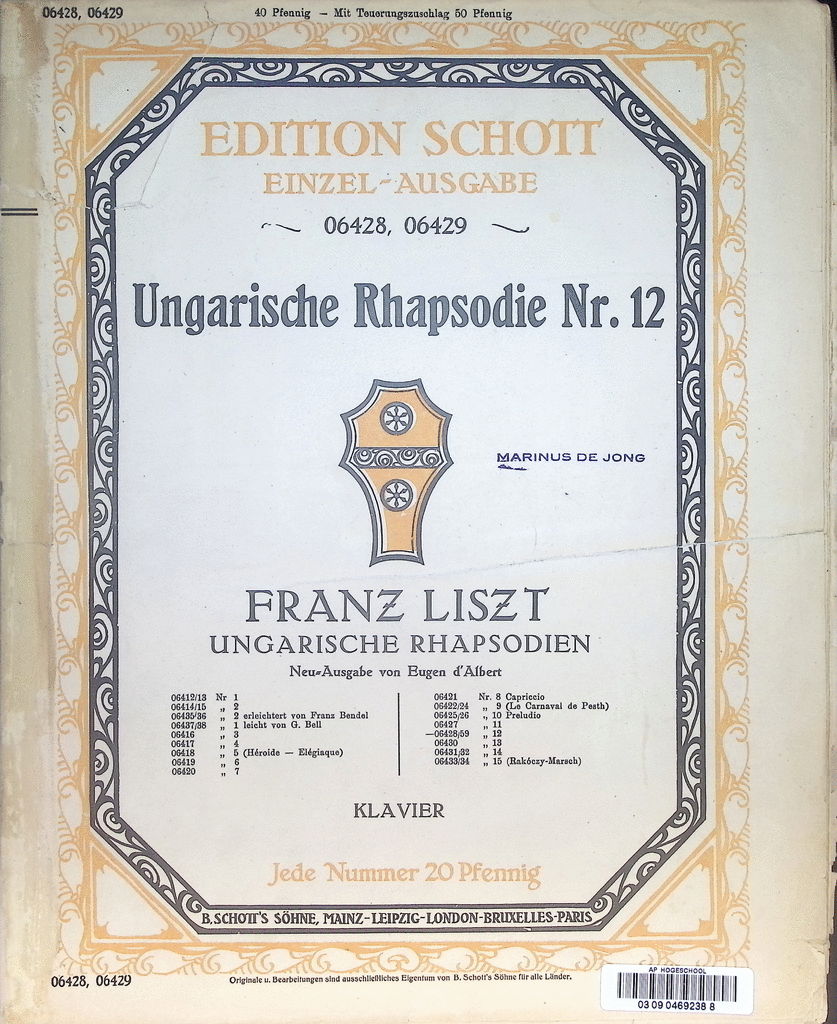 06428, 06429
40 Pfennig — Mit Teuerungszuschlag 50 Pfennig
EDITION SCHOTT
EINZEL-AUSGABE
06428, 06429
Ungarische Rhapsodie Nr. 12
MARINUS DE JONG
FRANZ LISZT
UNGARISCHE RHAPSODIEN
Neu-Ausgabe von Eugen d'Albert
06412/13 Nr 1
06414/15 „ 2
06435/36 „ 2 erleichtert von Franz Bendel
06437/38 „ 1 leicht von G. Bell
06416 „ 3
06417 „ 4
06418 „ 5 (Héroïde — Elégiaque)
06419 „ 6
06420 „ 7
06421 Nr. 8 Capriccio
06422/24 „ 9 (Le Carnaval de Pesth)
06425/26 „ 10 Preludio
06427 „ 11
—06428/59 „ 12
06430 „ 13
06431/32 „ 14
06433/34 „ 15 (Rakóczy-Marsch)
KLAVIER
Jede Nummer 20 Pfennig
B. SCHOTT'S SÖHNE, MAINZ-LEIPZIG-LONDON-BRUXELLES-PARIS
06428, 06429
Originale u. Bearbeitungen sind ausschließliches Eigentum von B. Schott's Söhne für alle Länder.
AP HOGESCHOOL
03 09 0469238 8